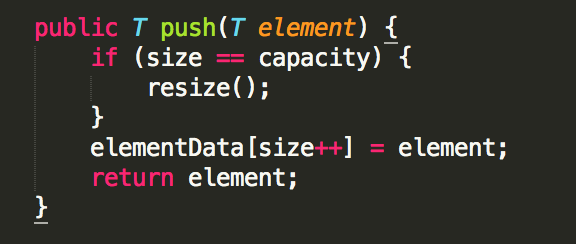 public T push(T element) {
    if (size == capacity) {
        resize();
    }
    elementData[size++] = element;
    return element;
}